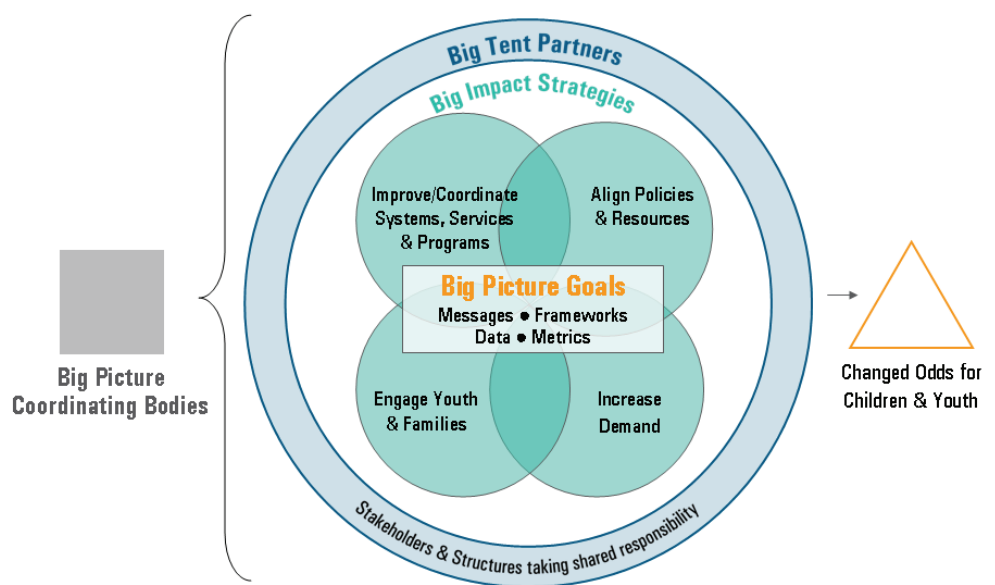 Big Tent Partners
Big Impact Strategies
Improve/Coordinate
Systems, Services
& Programs
Align Policies
& Resources
Big Picture Goals
Messages ● Frameworks
Data ● Metrics
Engage Youth
& Families
Increase
Demand
Stakeholders & Structures taking shared responsibility
Big Picture
Coordinating Bodies
Changed Odds for
Children & Youth